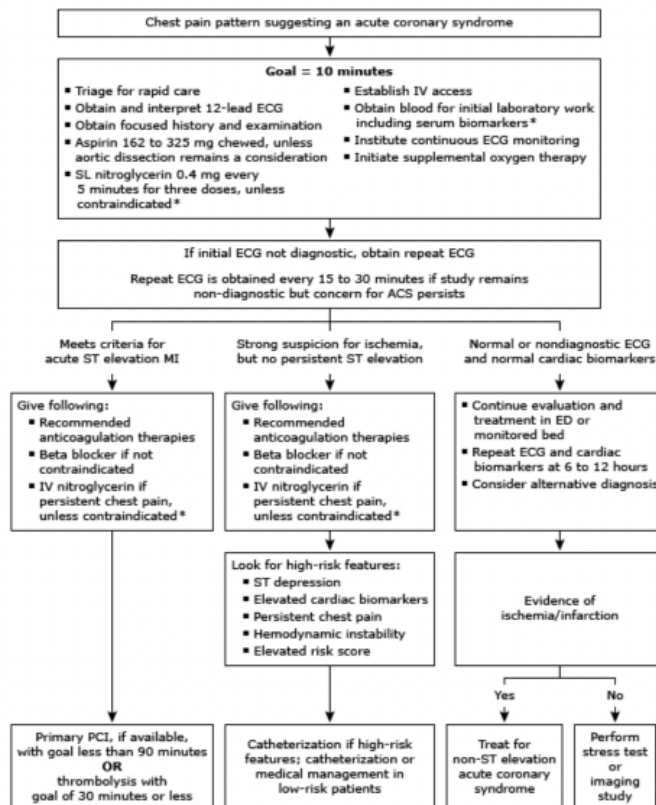 Chest pain pattern suggesting an acute coronary syndrome
Goal = 10 minutes
▪ Triage for rapid care
▪ Obtain and interpret 12-lead ECG
▪ Obtain focused history and examination
▪ Aspirin 162 to 325 mg chewed, unless
aortic dissection remains a consideration
▪ SL nitroglycerin 0.4 mg every
5 minutes for three doses, unless
contraindicated*
▪ Establish IV access
▪ Obtain blood for initial laboratory work
including serum biomarkers*
▪ Institute continuous ECG monitoring
▪ Initiate supplemental oxygen therapy
If initial ECG not diagnostic, obtain repeat ECG
Repeat ECG is obtained every 15 to 30 minutes if study remains
non-diagnostic but concern for ACS persists
Meets criteria for
acute ST elevation MI
Give following:
▪ Recommended
anticoagulation therapies
▪ Beta blocker if not
contraindicated
▪ IV nitroglycerin if
persistent chest pain,
unless contraindicated*
Primary PCI, if available,
with goal less than 90 minutes
OR
thrombolysis with
goal of 30 minutes or less
Strong suspicion for ischemia,
but no persistent ST elevation
Give following:
▪ Recommended
anticoagulation therapies
▪ Beta blocker if not
contraindicated
▪ IV nitroglycerin if
persistent chest pain,
unless contraindicated*
Look for high-risk features:
▪ ST depression
▪ Elevated cardiac biomarkers
▪ Persistent chest pain
▪ Hemodynamic instability
▪ Elevated risk score
Catheterization if high-risk
features; catheterization or
medical management in
low-risk patients
Normal or nondiagnostic ECG
and normal cardiac biomarkers
▪ Continue evaluation and
treatment in ED or
monitored bed
▪ Repeat ECG and cardiac
biomarkers at 6 to 12 hours
▪ Consider alternative diagnosis
Evidence of
ischemia/infarction
Yes
No
Treat for
non-ST elevation
acute coronary
syndrome
Perform
stress test
or
imaging
study